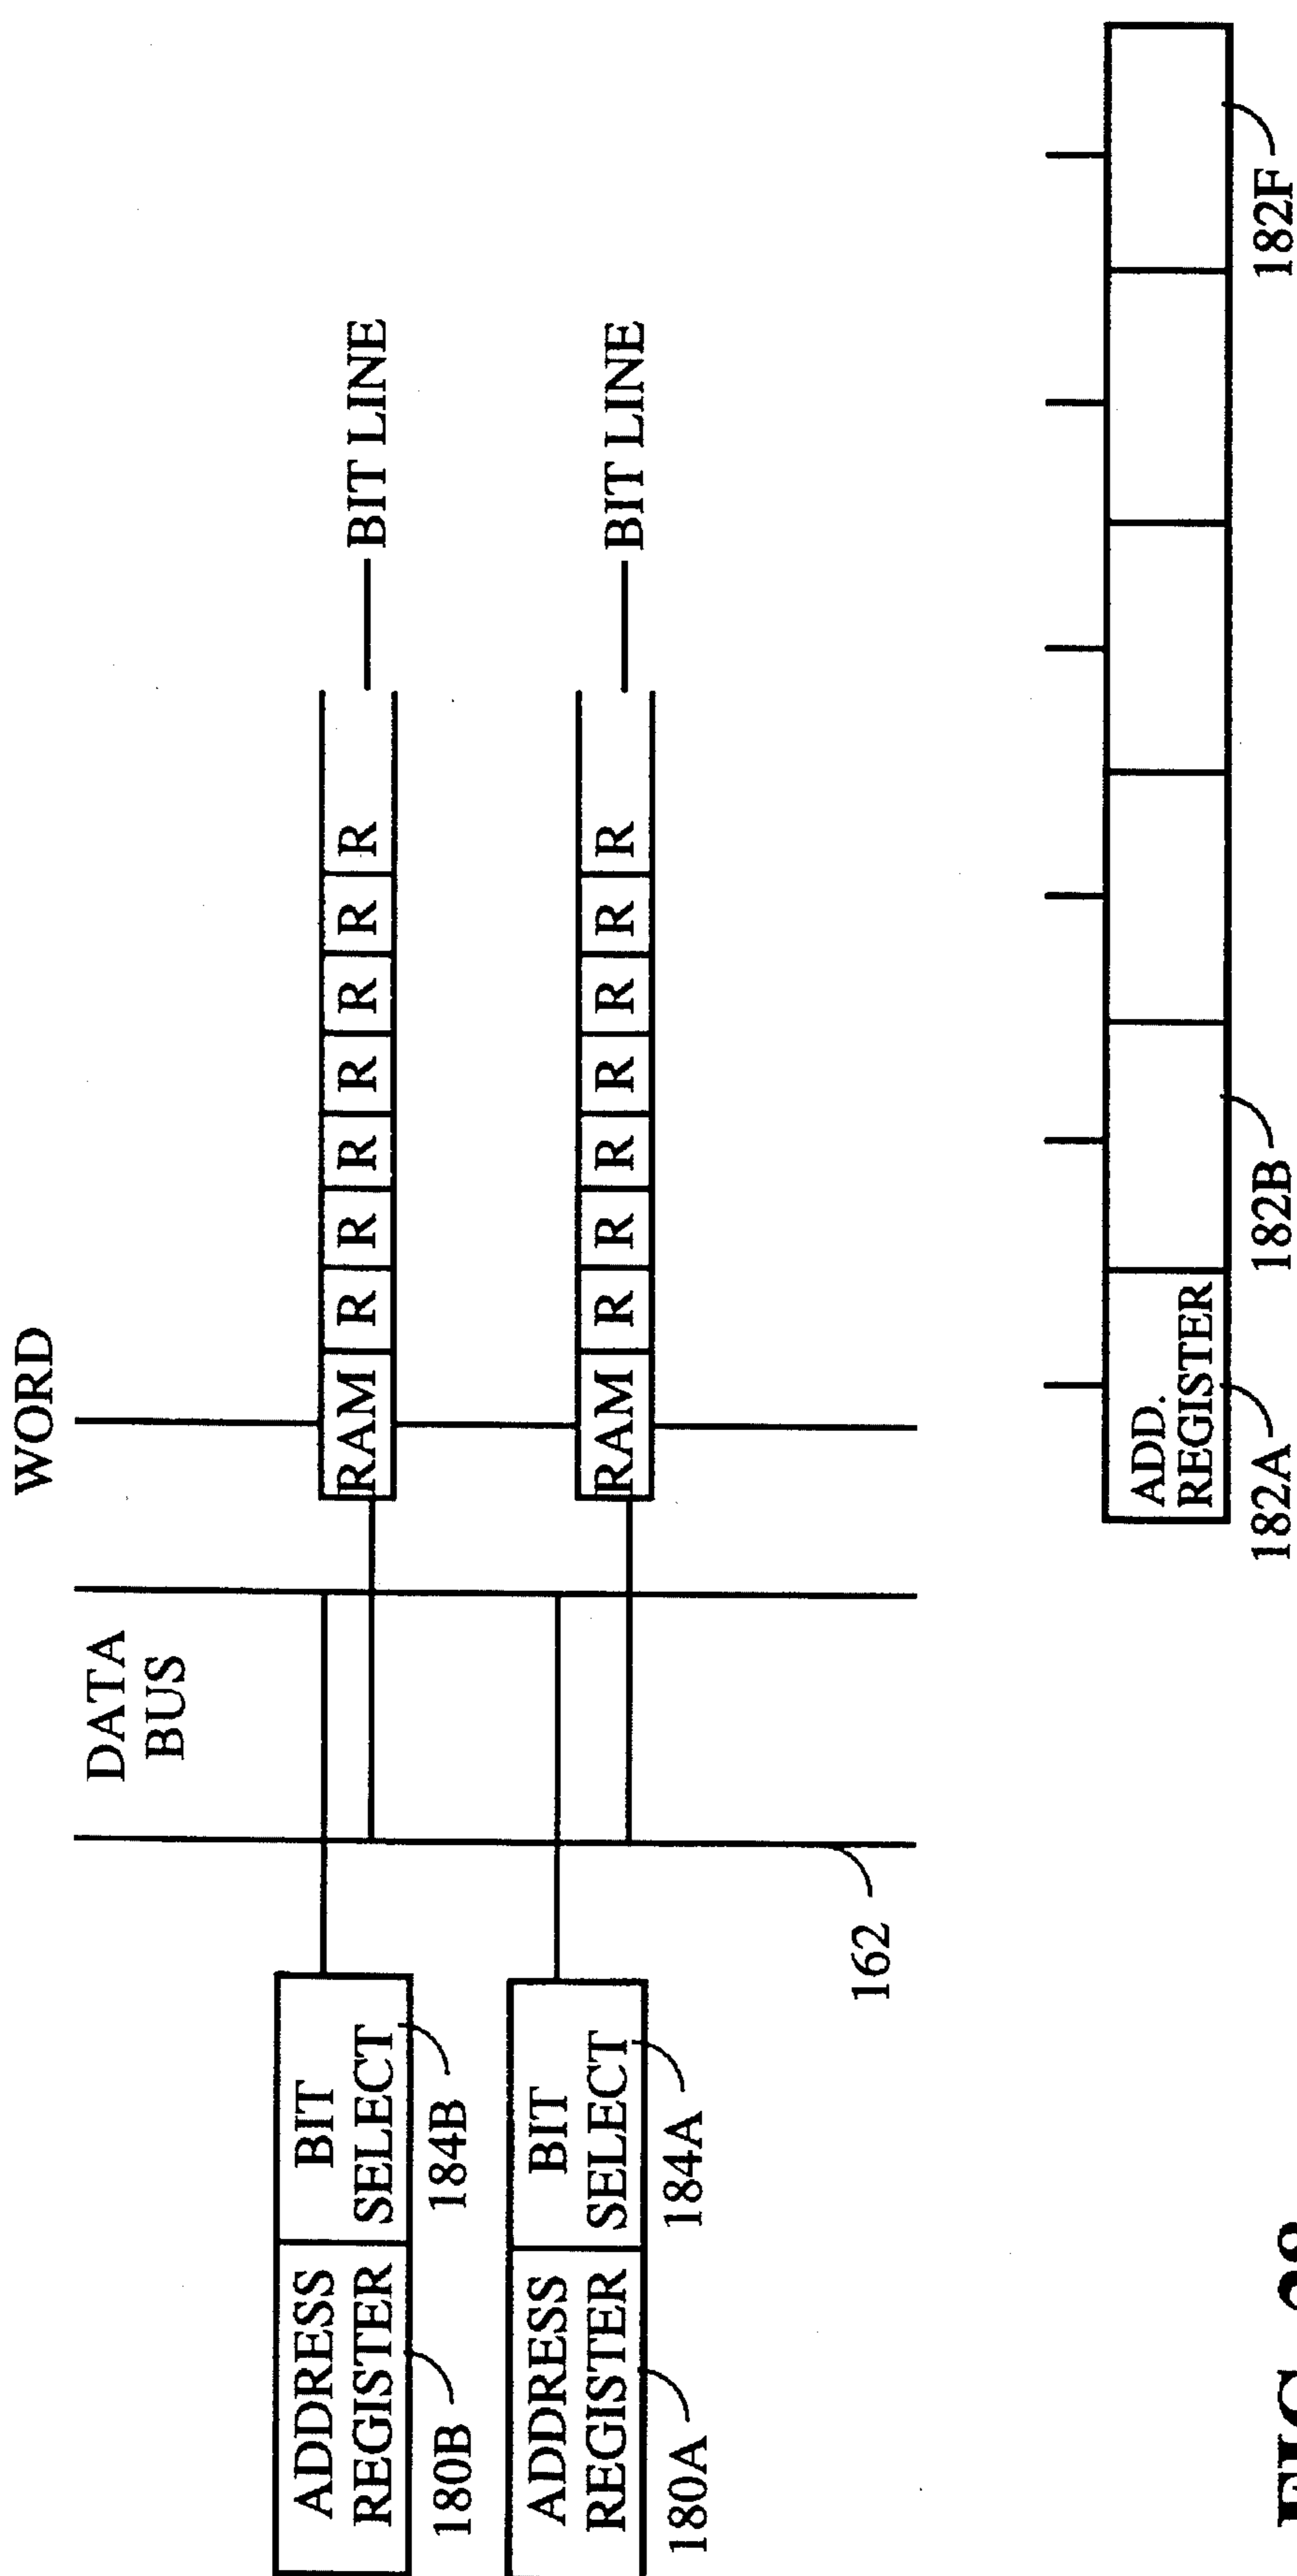 WORD
DATA
BUS
ADDRESS
REGISTER
180B
BIT
SELECT
184B
RAM R R R R R R R
BIT LINE
ADDRESS
REGISTER
180A
BIT
SELECT
184A
RAM R R R R R R R
BIT LINE
162
ADD.
REGISTER
182A
182B
182F
FIG.